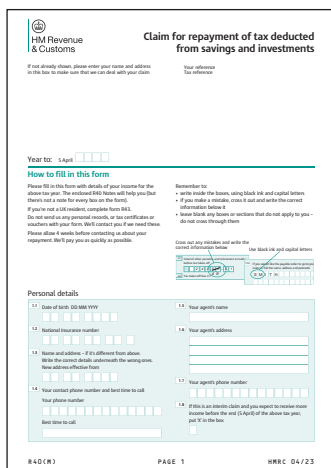 HM Revenue
& Customs
Claim for repayment of tax deducted
from savings and investments
If not already shown, please enter your name and address
in this box to make sure that we can deal with your claim
Your reference
Tax reference
Year to: 5 April
How to fill in this form
Please fill in this form with details of your income for the
above tax year. The enclosed R40 Notes will help you (but
there's not a note for every box on the form).
If you're not a UK resident, complete form R43.
Do not send us any personal records, or tax certificates or
vouchers with your form. We'll contact you if we need these.
Please allow 4 weeks before contacting us about your
repayment. We'll pay you as quickly as possible.
Remember to:
• write inside the boxes, using black ink and capital letters
• if you make a mistake, cross it out and write the correct
information below it
• leave blank any boxes or sections that do not apply to you –
do not cross them through
Cross out any mistakes and write the
correct information below
Use black ink and capital letters
Personal details
1.1 Date of birth DD MM YYYY
1.2 National Insurance number
1.3 Name and address – if it's different from above.
Write the correct details underneath the wrong ones.
New address effective from
1.4 Your contact phone number and best time to call
Your phone number
Best time to call
1.5 Your agent's name
1.6 Your agent's address
1.7 Your agent's phone number
1.8 If this is an interim claim and you expect to receive more
income before the end (5 April) of the above tax year,
put 'X' in the box
R40(M)
PAGE 1
HMRC 04/23